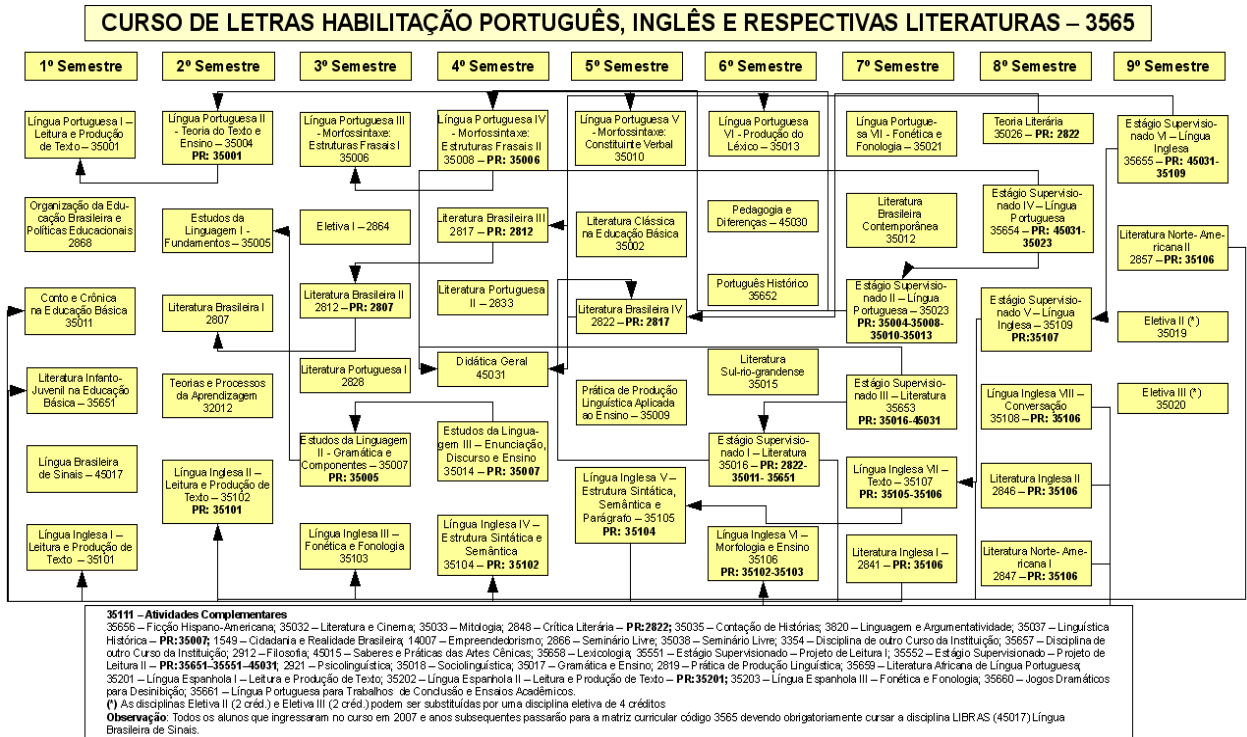 CURSO DE LETRAS HABILITAÇÃO PORTUGUÊS, INGLÊS E RESPECTIVAS LITERATURAS – 3565
1º Semestre
2º Semestre
3º Semestre
4º Semestre
5º Semestre
6º Semestre
7º Semestre
8º Semestre
9º Semestre
Língua Portuguesa I –
Leitura e Produção
de Texto – 35001
Organização da Edu-
cação Brasileira e
Políticas Educacionais
2868
Conto e Crônica
na Educação Básica
35011
Literatura Infanto-
Juvenil na Educação
Básica – 35651
Língua Brasileira
de Sinais – 45017
Língua Inglesa I –
Leitura e Produção de
Texto – 35101
Língua Portuguesa II
- Teoria do Texto e
Ensino – 35004
PR: 35001
Estudos da
Linguagem I -
Fundamentos – 35005
Literatura Brasileira I
2807
Teorias e Processos
da Aprendizagem
32012
Língua Inglesa II –
Leitura e Produção de
Texto – 35102
PR: 35101
Língua Portuguesa III
- Morfossintaxe:
Estruturas Frasais I
35006
Eletiva I – 2864
Literatura Brasileira II
2812 – PR: 2807
Literatura Portuguesa I
2828
Estudos da Linguagem
II - Gramática e
Componentes – 35007
PR: 35005
Língua Inglesa III –
Fonética e Fonologia
35103
Língua Portuguesa IV
- Morfossintaxe:
Estruturas Frasais II
35008 – PR: 35006
Literatura Brasileira III
2817 – PR: 2812
Literatura Portuguesa
II – 2833
Didática Geral
45031
Estudos da Lingua-
gem III – Enunciação,
Discurso e Ensino
35014 – PR: 35007
Língua Inglesa IV –
Estrutura Sintática e
Semântica
35104 – PR: 35102
Língua Portuguesa V
- Morfossintaxe:
Constituinte Verbal
35010
Literatura Clássica
na Educação Básica
35002
Literatura Brasileira IV
2822 – PR: 2817
Prática de Produção
Linguística Aplicada
ao Ensino – 35009
Língua Inglesa V –
Estrutura Sintática,
Semântica e
Parágrafo – 35105
PR: 35104
Língua Portuguesa
VI - Produção do
Léxico – 35013
Pedagogia e
Diferenças – 45030
Português Histórico
35652
Literatura
Sul-rio-grandense
35015
Estágio Supervisio-
nado I – Literatura
35016 – PR: 2822-
35011- 35651
Língua Inglesa VI –
Morfologia e Ensino
35106
PR: 35102-35103
Língua Portugue-
sa VII - Fonética e
Fonologia – 35021
Literatura
Brasileira
Contemporânea
35012
Estágio Supervisio-
nado II – Língua
Portuguesa – 35023
PR: 35004-35008-
35010-35013
Estágio Supervisio-
nado III – Literatura
35653
PR: 35016-45031
Língua Inglesa VII –
Texto – 35107
PR: 35105-35106
Literatura Inglesa I –
2841 – PR: 35106
Teoria Literária
35026 – PR: 2822
Estágio Supervisio-
nado IV – Língua
Portuguesa
35654 – PR: 45031-
35023
Estágio Supervisio-
nado V – Língua
Inglesa – 35109
PR:35107
Língua Inglesa VIII –
Conversação
35108 – PR: 35106
Literatura Inglesa II
2846 – PR: 35106
Literatura Norte- Ame-
ricana I
2847 – PR: 35106
Estágio Supervisio-
nado VI – Língua
Inglesa
35655 – PR: 45031-
35109
Literatura Norte- Ame-
ricana II
2857 – PR: 35106
Eletiva II (*)
35019
Eletiva III (*)
35020
35111 – Atividades Complementares
35656 – Ficção Hispano-Americana; 35032 – Literatura e Cinema; 35033 – Mitologia; 2848 – Crítica Literária – PR:2822; 35035 – Contação de Histórias; 3820 – Linguagem e Argumentatividade; 35037 – Linguística
Histórica – PR:35007; 1549 – Cidadania e Realidade Brasileira; 14007 – Empreendedorismo; 2866 – Seminário Livre; 35038 – Seminário Livre; 3354 – Disciplina de outro Curso da Instituição; 35657 – Disciplina de
outro Curso da Instituição; 2912 – Filosofia; 45015 – Saberes e Práticas das Artes Cênicas; 35658 – Lexicologia; 35551 – Estágio Supervisionado – Projeto de Leitura I; 35552 – Estágio Supervisionado – Projeto de
Leitura II – PR:35651–35551–45031; 2921 – Psicolinguística; 35018 – Sociolinguística; 35017 – Gramática e Ensino; 2819 – Prática de Produção Linguística; 35659 – Literatura Africana de Língua Portuguesa;
35201 – Língua Espanhola I – Leitura e Produção de Texto; 35202 – Língua Espanhola II – Leitura e Produção de Texto – PR:35201; 35203 – Língua Espanhola III – Fonética e Fonologia; 35660 – Jogos Dramáticos
para Desinibição; 35661 – Língua Portuguesa para Trabalhos de Conclusão e Ensaios Acadêmicos.
(*) As disciplinas Eletiva II (2 créd.) e Eletiva III (2 créd.) podem ser substituídas por uma disciplina eletiva de 4 créditos
Observação: Todos os alunos que ingressaram no curso em 2007 e anos subsequentes passarão para a matriz curricular código 3565 devendo obrigatoriamente cursar a disciplina LIBRAS (45017) Língua
Brasileira de Sinais.